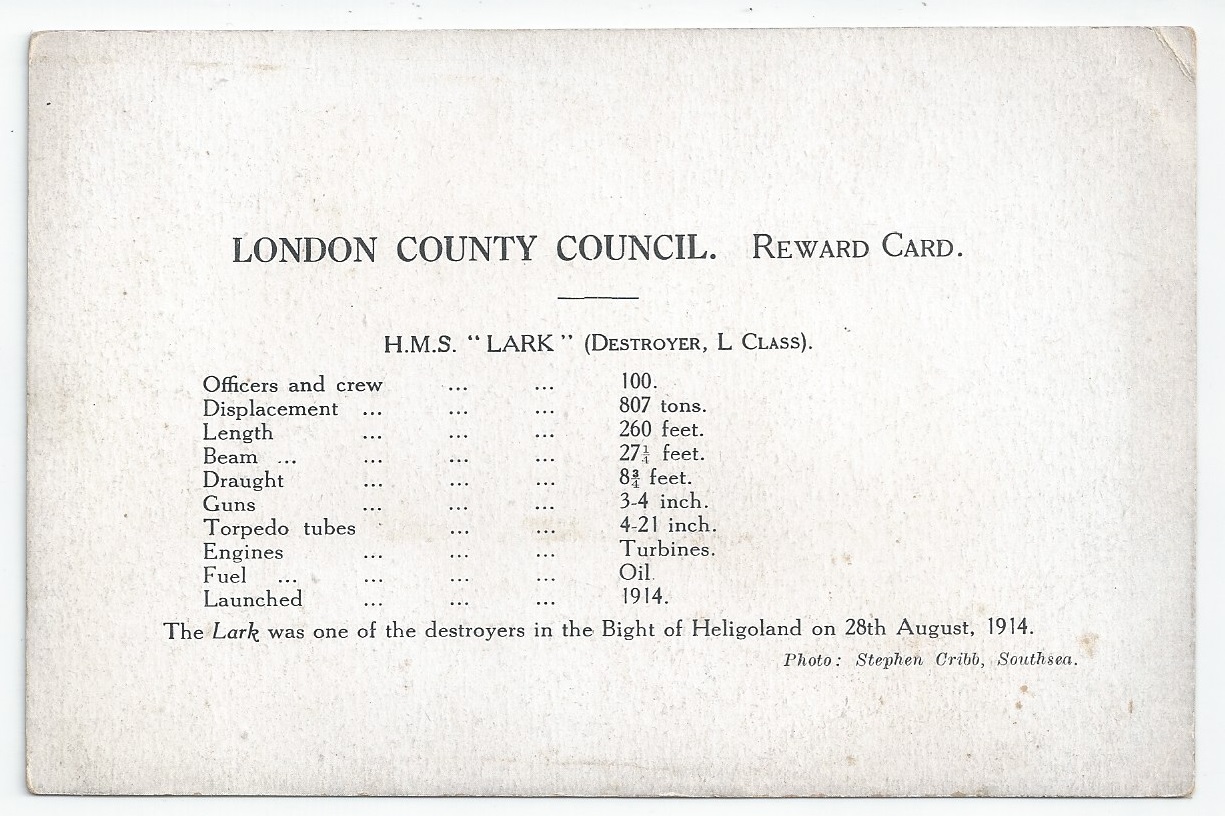 LONDON COUNTY COUNCIL. REWARD CARD.
H.M.S. "LARK" (DESTROYER, L CLASS).
Officers and crew ... ... 100.
Displacement ... ... ... 807 tons.
Length ... ... ... 260 feet.
Beam ... ... ... ... 27¼ feet.
Draught ... ... ... 8¾ feet.
Guns ... ... ... 3-4 inch.
Torpedo tubes ... ... 4-21 inch.
Engines ... ... ... Turbines.
Fuel ... ... ... ... Oil.
Launched ... ... ... 1914.
The Lark was one of the destroyers in the Bight of Heligoland on 28th August, 1914.
Photo: Stephen Cribb, Southsea.